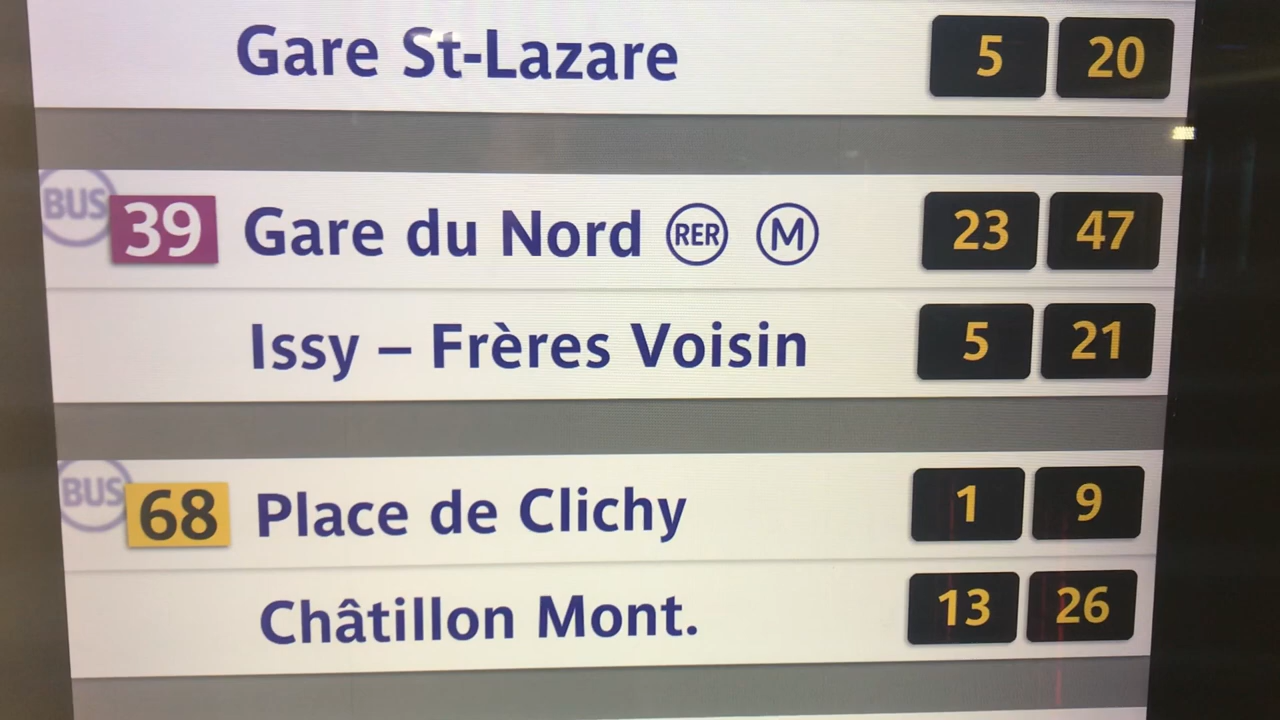 Gare St-Lazare 5 20
BUS 39 Gare du Nord RER M 23 47
Issy – Frères Voisin 5 21
BUS 68 Place de Clichy 1 9
Châtillon Mont. 13 26